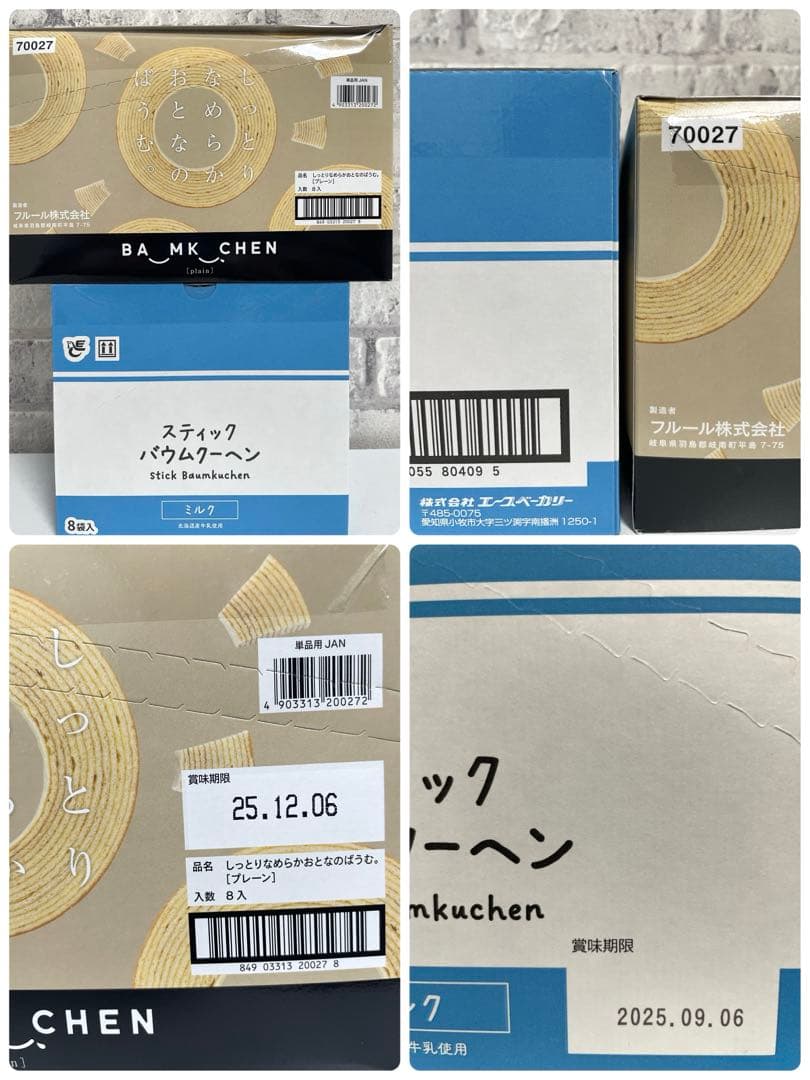 70027
しっとり
なめらか
おとなの
ばうむ。
単品用 JAN
4 903313 200272
品名 しっとりなめらかおとなのばうむ。
[プレーン]
入数 8入
849 03313 20027 8
製造者
フルール株式会社
岐阜県羽島郡岐南町平島 7-75
BA MK CHEN
[plain]
スティック
バウムクーヘン
Stick Baumkuchen
ミルク
北海道産牛乳使用
8袋入
055 80409 5
株式会社 エースベーカリー
〒485-0075
愛知県小牧市大字三ツ渕字南播洲 1250-1
70027
製造者
フルール株式会社
岐阜県羽島郡岐南町平島 7-75
しっとり
単品用 JAN
4 903313 200272
賞味期限
25.12.06
品名 しっとりなめらかおとなのばうむ。
[プレーン]
入数 8入
849 03313 20027 8
CHEN
ック
ーヘン
mkuchen
賞味期限
2025.09.06
ク
牛乳使用